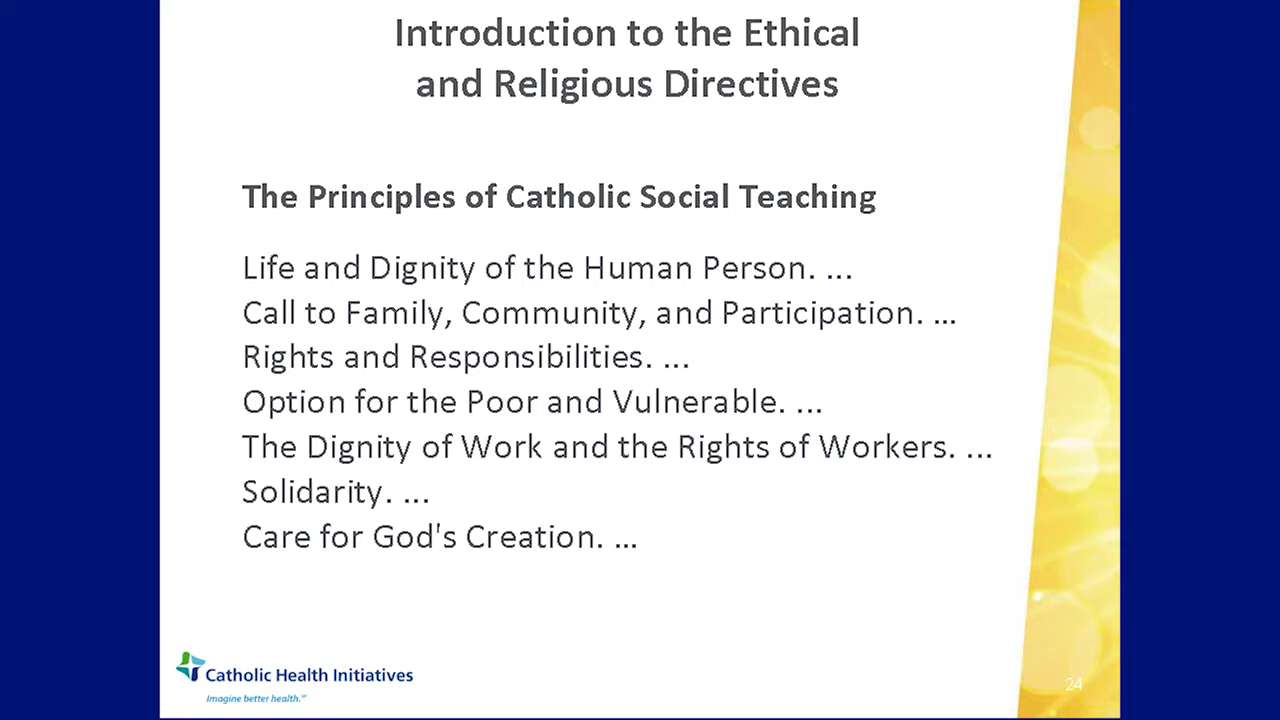 Introduction to the Ethical
and Religious Directives
The Principles of Catholic Social Teaching
Life and Dignity of the Human Person. ...
Call to Family, Community, and Participation. ...
Rights and Responsibilities. ...
Option for the Poor and Vulnerable. ...
The Dignity of Work and the Rights of Workers. ...
Solidarity. ...
Care for God's Creation. ...
Catholic Health Initiatives
Imagine better health.℠
24